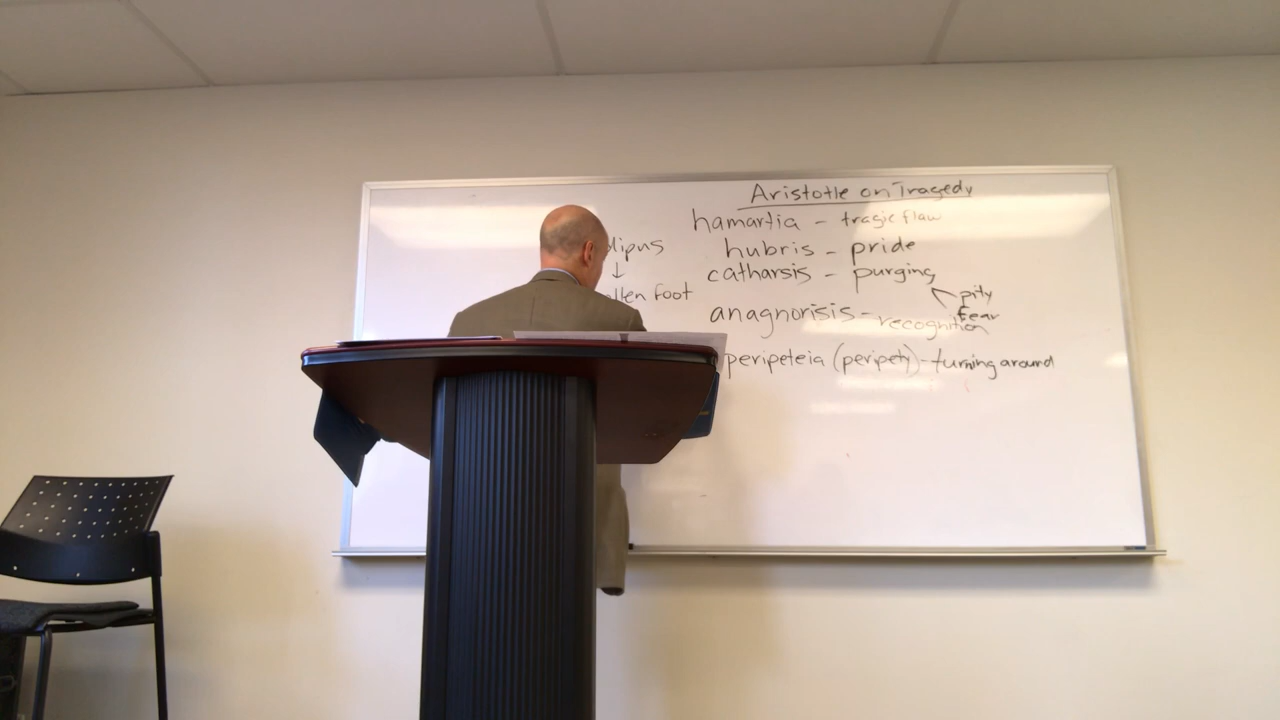 Aristotle on Tragedy
hamartia - tragic flaw
hubris - pride
catharsis - purging
pity
fear
anagnorisis - recognition
peripeteia (peripety) - turning around
dipus
↓
llen foot